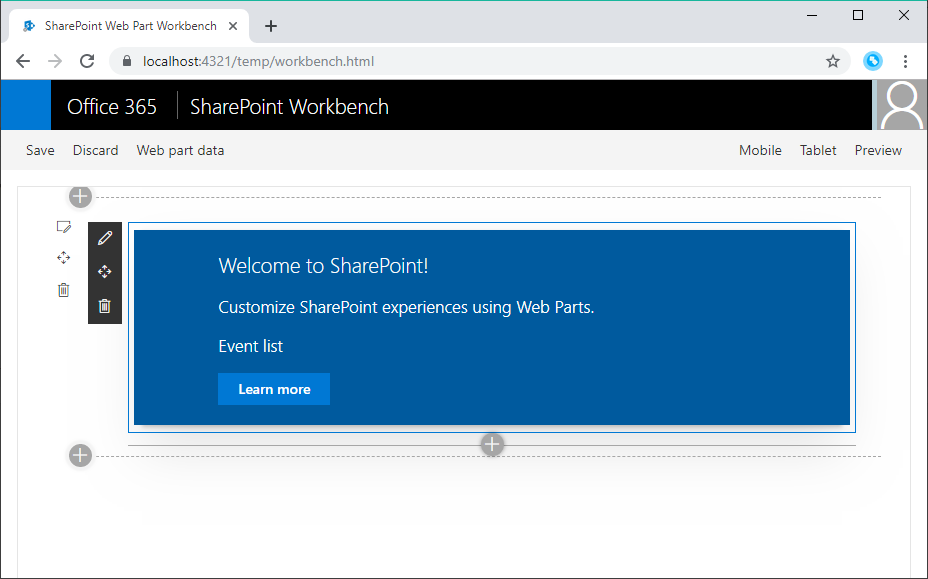 SharePoint Web Part Workbench
localhost:4321/temp/workbench.html
Office 365 SharePoint Workbench
Save Discard Web part data Mobile Tablet Preview
Welcome to SharePoint!
Customize SharePoint experiences using Web Parts.
Event list
Learn more